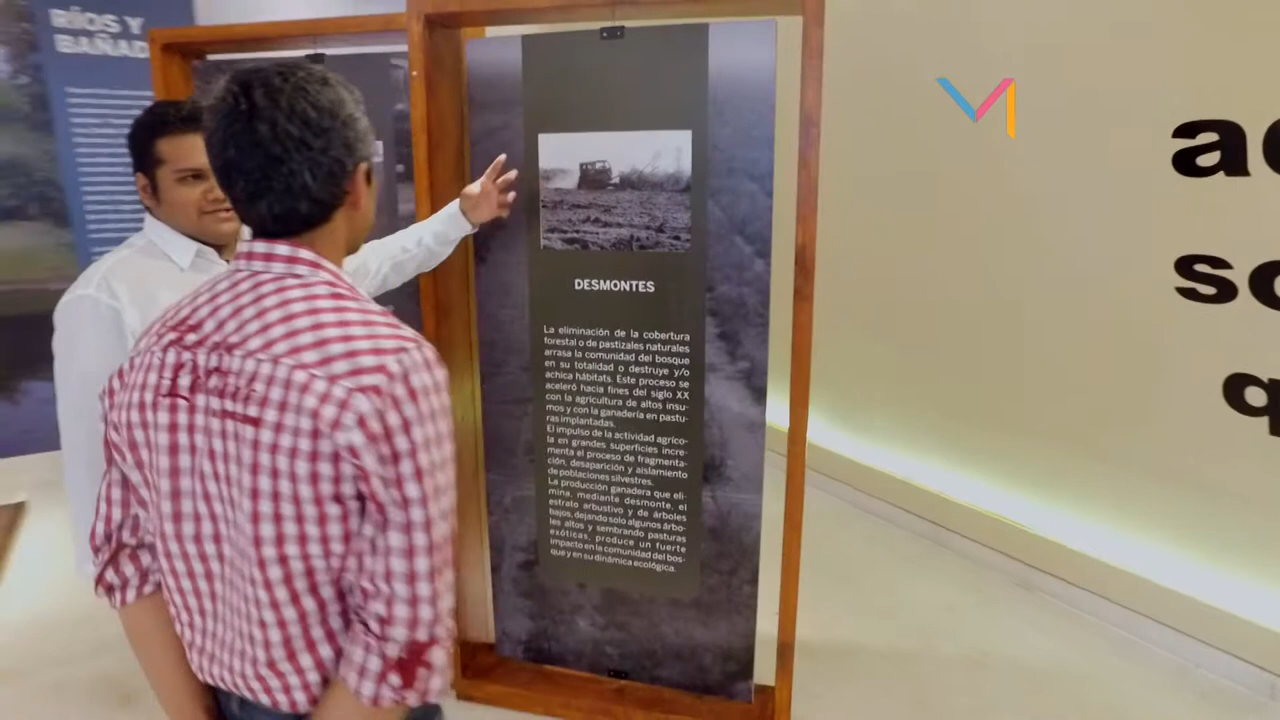 RÍOS Y
BAÑAD
DESMONTES
La eliminación de la cobertura
forestal o de pastizales naturales
arrasa la comunidad del bosque
en su totalidad o destruye y/o
achica hábitats. Este proceso se
aceleró hacia fines del siglo XX
con la agricultura de altos insu-
mos y con la ganadería en pastu-
ras implantadas.
El impulso de la actividad agríco-
la en grandes superficies incre-
menta el proceso de fragmenta-
ción, desaparición y aislamiento
de poblaciones silvestres.
La producción ganadera que eli-
mina, mediante desmonte, el
estrato arbustivo y de árboles
bajos, dejando solo algunos árbo-
les altos y sembrando pasturas
exóticas, produce un fuerte
impacto en la comunidad del bos-
que y en su dinámica ecológica.